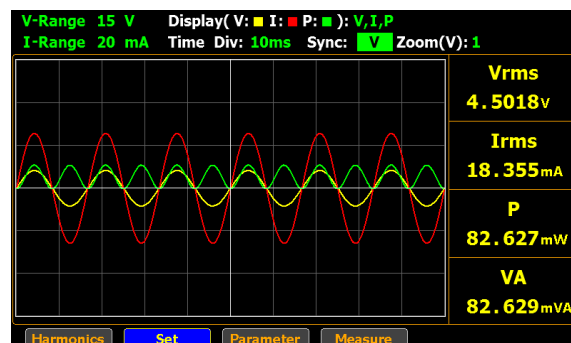 V-Range 15 V Display( V: I: P: ): V,I,P
I-Range 20 mA Time Div: 10ms Sync: V Zoom(V): 1
Vrms
4.5018V
Irms
18.355mA
P
82.627mW
VA
82.629mVA
Harmonics Set Parameter Measure